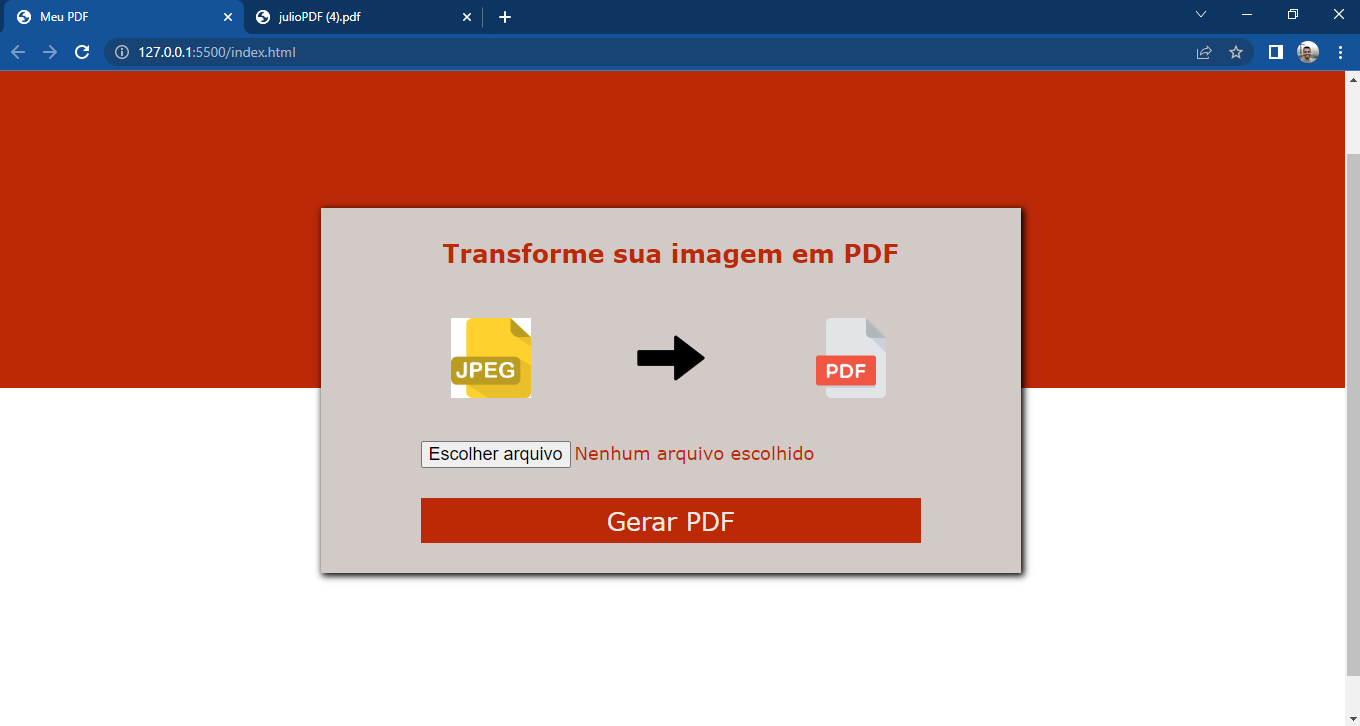 Meu PDF
julioPDF (4).pdf
127.0.0.1:5500/index.html
Transforme sua imagem em PDF
JPEG
PDF
Escolher arquivo Nenhum arquivo escolhido
Gerar PDF